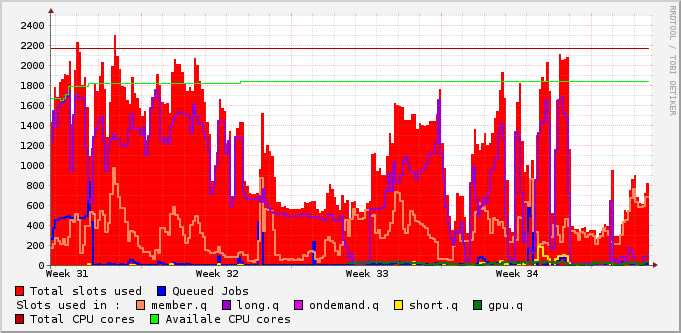 RRDTOOL / TOBI OETIKER
2400
2200
2000
1800
1600
1400
1200
1000
800
600
400
200
0
Week 31 Week 32 Week 33 Week 34
Total slots used Queued Jobs
Slots used in : member.q long.q ondemand.q short.q gpu.q
Total CPU cores Availale CPU cores